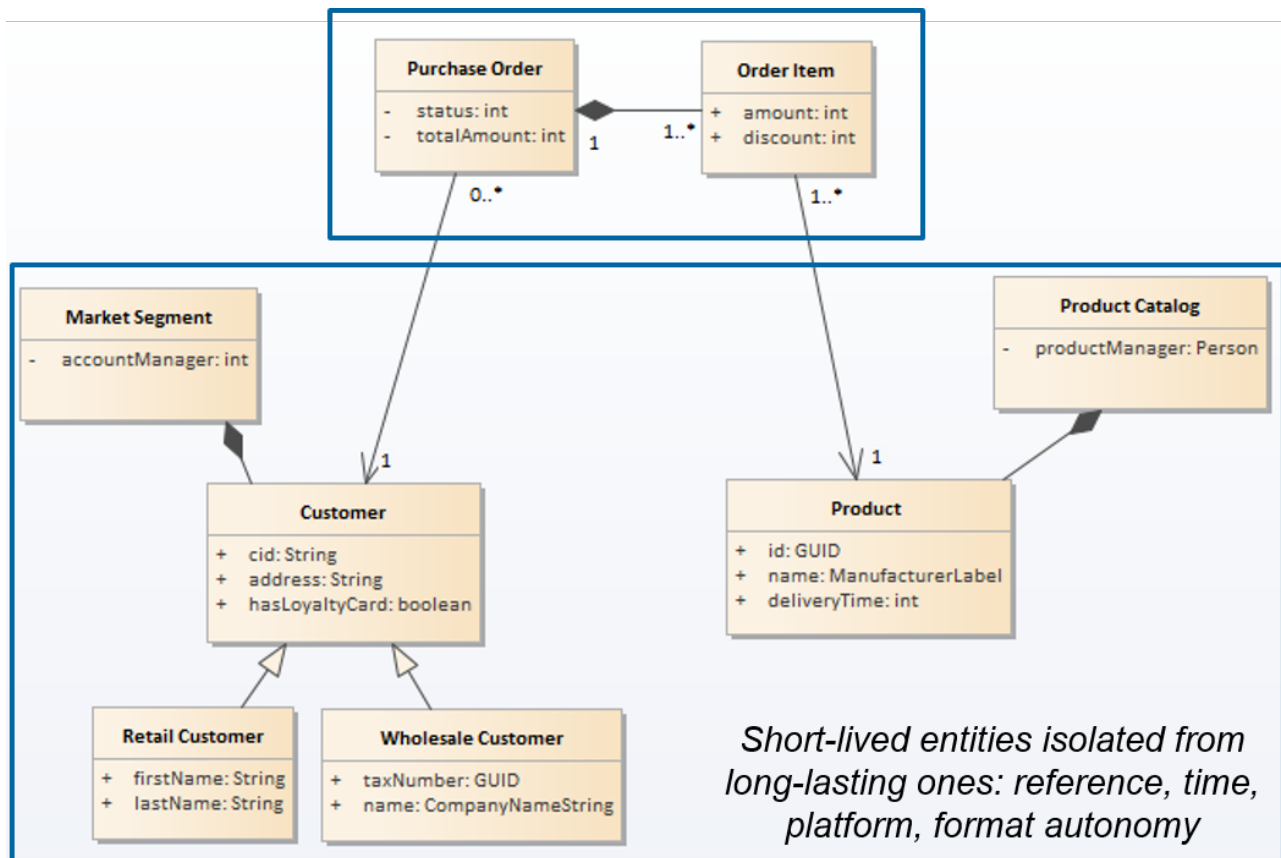 Purchase Order
- status: int
- totalAmount: int
Order Item
+ amount: int
+ discount: int
1
1..*
0..*
1..*
Market Segment
- accountManager: int
Product Catalog
- productManager: Person
1
1
Customer
+ cid: String
+ address: String
+ hasLoyaltyCard: boolean
Product
+ id: GUID
+ name: ManufacturerLabel
+ deliveryTime: int
Retail Customer
+ firstName: String
+ lastName: String
Wholesale Customer
+ taxNumber: GUID
+ name: CompanyNameString
Short-lived entities isolated from
long-lasting ones: reference, time,
platform, format autonomy